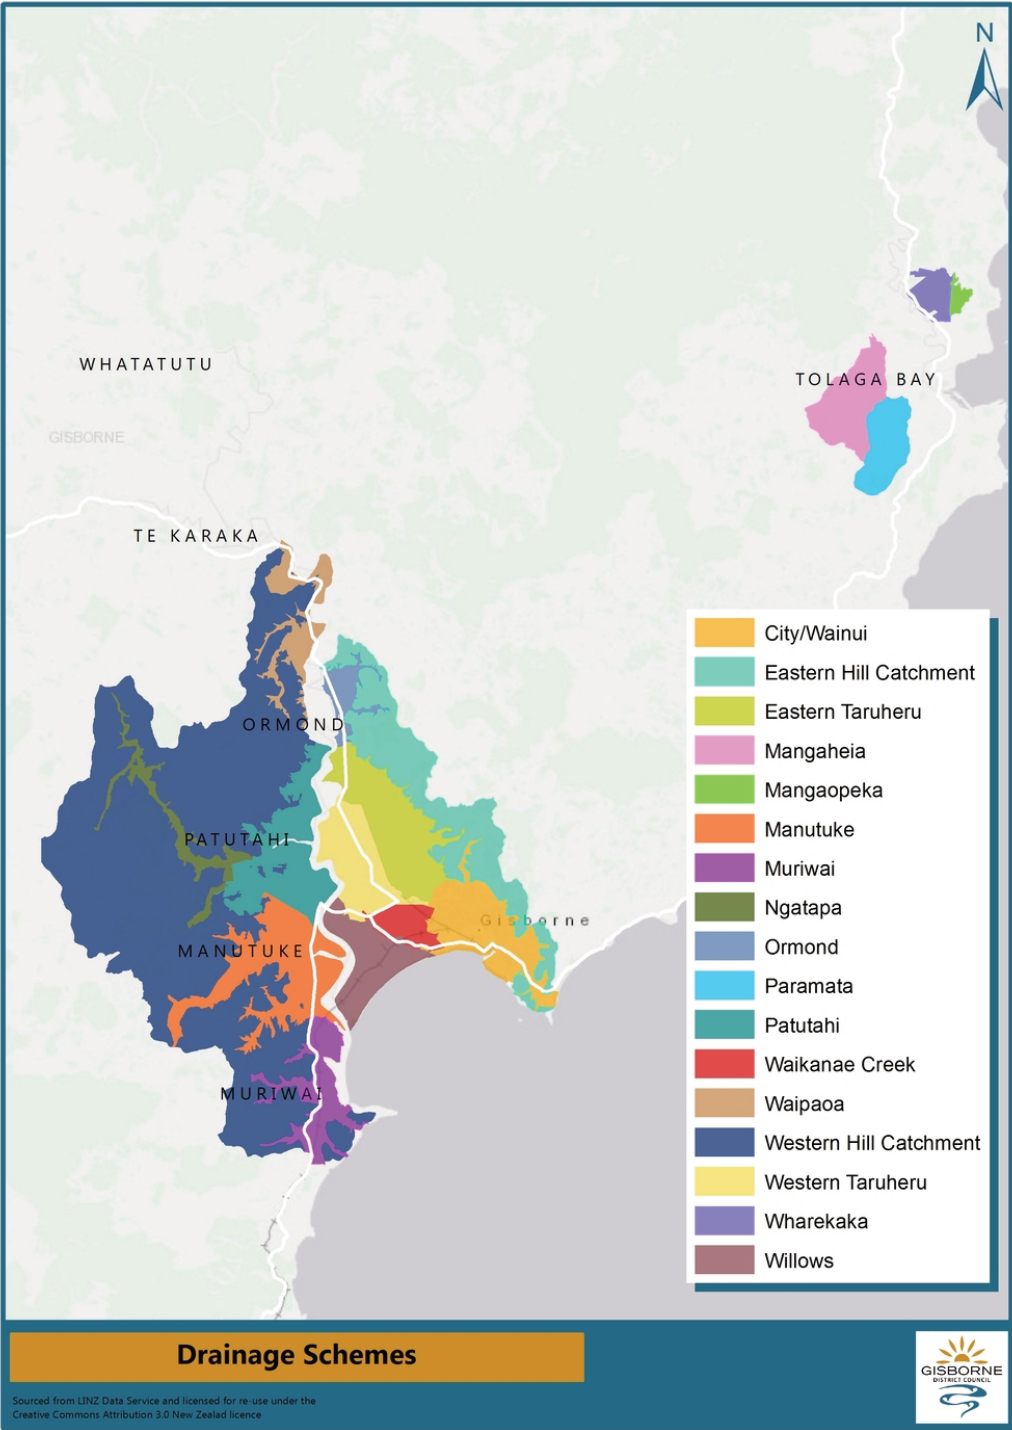 N
WHATATUTU
TOLAGA BAY
GISBORNE
TE KARAKA
ORMOND
PATUTAHI
Gisborne
MANUTUKE
MURIWAI
City/Wainui
Eastern Hill Catchment
Eastern Taruheru
Mangaheia
Mangaopeka
Manutuke
Muriwai
Ngatapa
Ormond
Paramata
Patutahi
Waikanae Creek
Waipaoa
Western Hill Catchment
Western Taruheru
Wharekaka
Willows
Drainage Schemes
Sourced from LINZ Data Service and licensed for re-use under the
Creative Commons Attribution 3.0 New Zealad licence
GISBORNE
DISTRICT COUNCIL